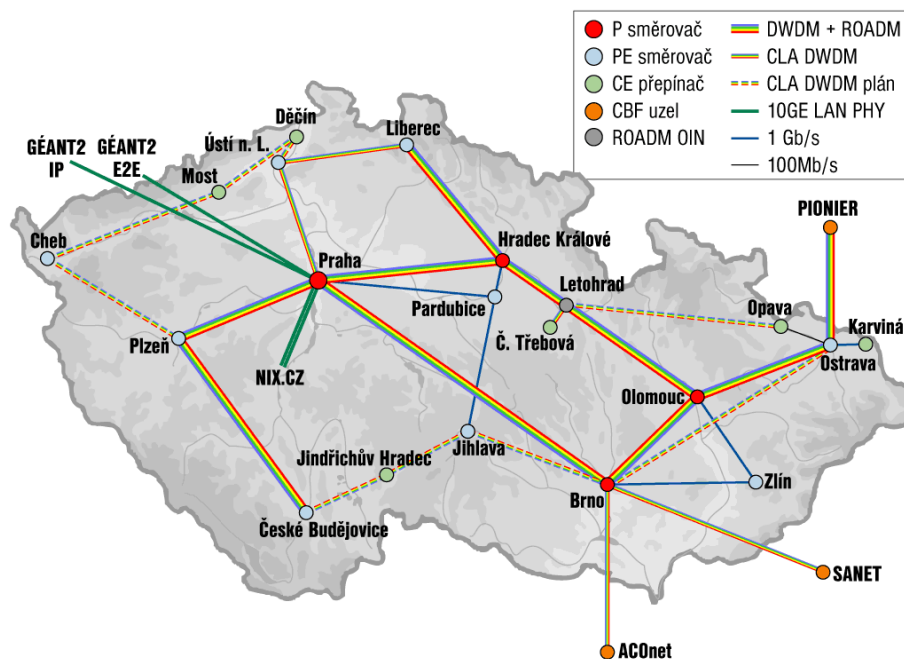 P směrovač
PE směrovač
CE přepínač
CBF uzel
ROADM OIN
DWDM + ROADM
CLA DWDM
CLA DWDM plán
10GE LAN PHY
1 Gb/s
100Mb/s
GÉANT2
IP
GÉANT2
E2E
Děčín
Ústí n. L.
Liberec
Most
PIONIER
Cheb
Praha
Hradec Králové
Letohrad
Pardubice
Opava
Karviná
Plzeň
Č. Třebová
Ostrava
NIX.CZ
Olomouc
Jindřichův Hradec
Jihlava
Zlín
Brno
České Budějovice
SANET
ACOnet